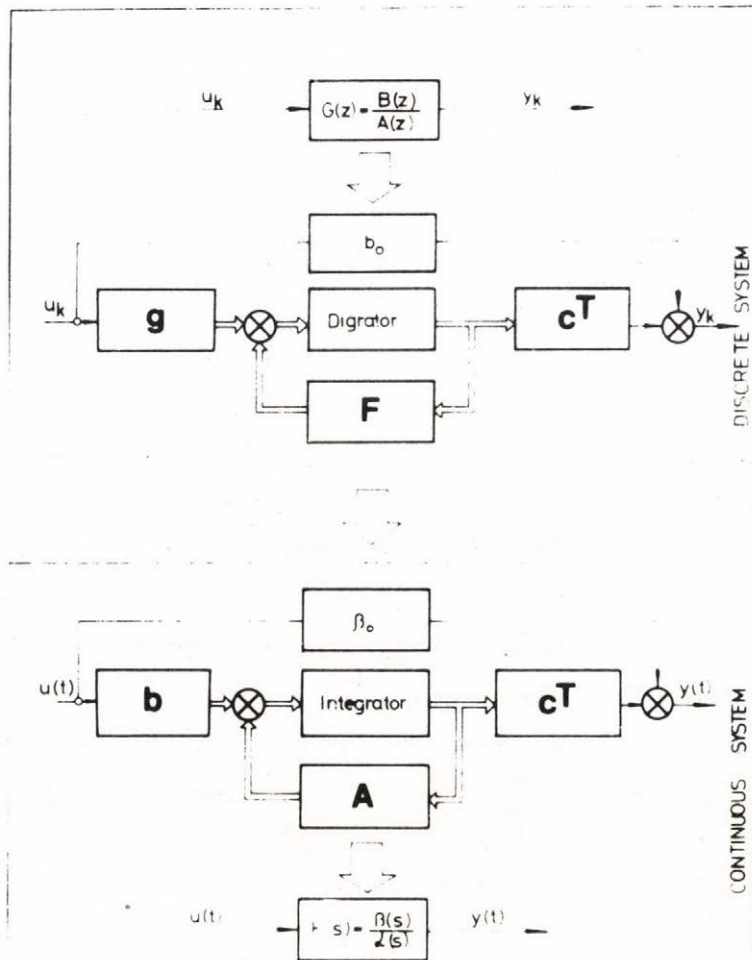 u_k G(z) = B(z)/A(z) y_k
b_o
u_k g Digrator c^T y_k
F
DISCRETE SYSTEM
β_o
u(t) b Integrator c^T y(t)
A
CONTINUOUS SYSTEM
u(t) (s) = β(s)/α(s) y(t)